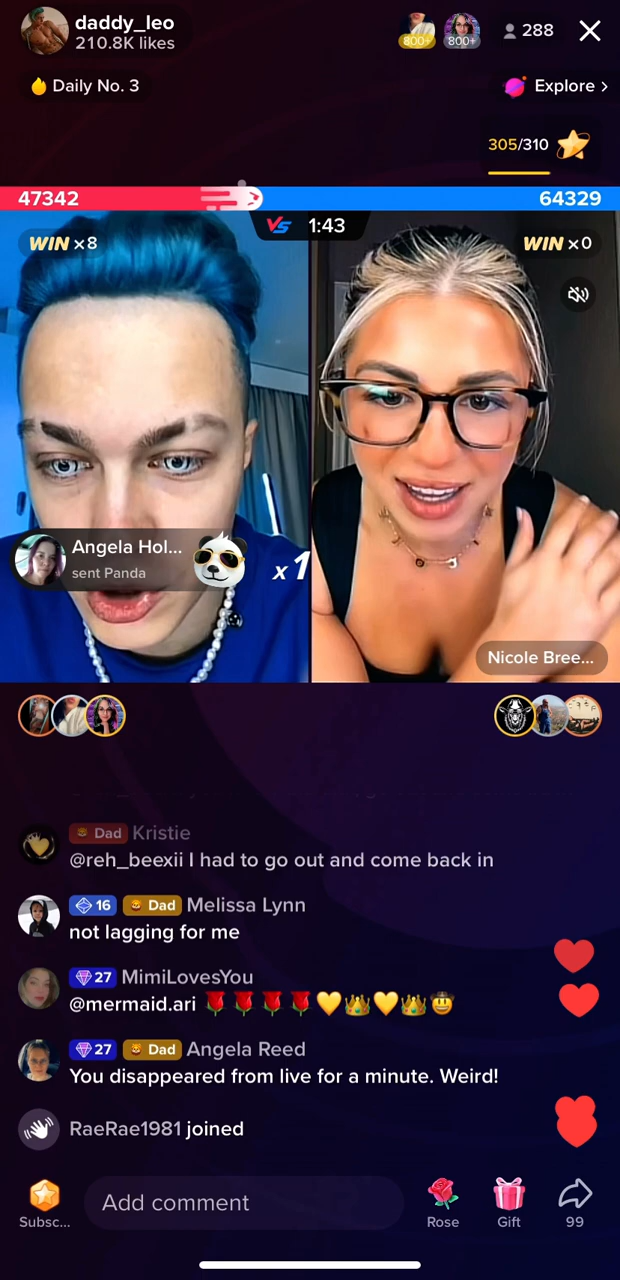 daddy_leo
210.8K likes
800+
800+
288
Daily No. 3
Explore >
305/310
47342
64329
VS 1:43
WIN x8
WIN x0
Angela Hol...
sent Panda
x1
Nicole Bree...
Dad Kristie
@reh_beexii I had to go out and come back in
16 Dad Melissa Lynn
not lagging for me
27 MimiLovesYou
@mermaid.ari 🌹🌹🌹🌹💛👑💛👑🤠
27 Dad Angela Reed
You disappeared from live for a minute. Weird!
RaeRae1981 joined
Add comment
Subsc...
Rose
Gift
99